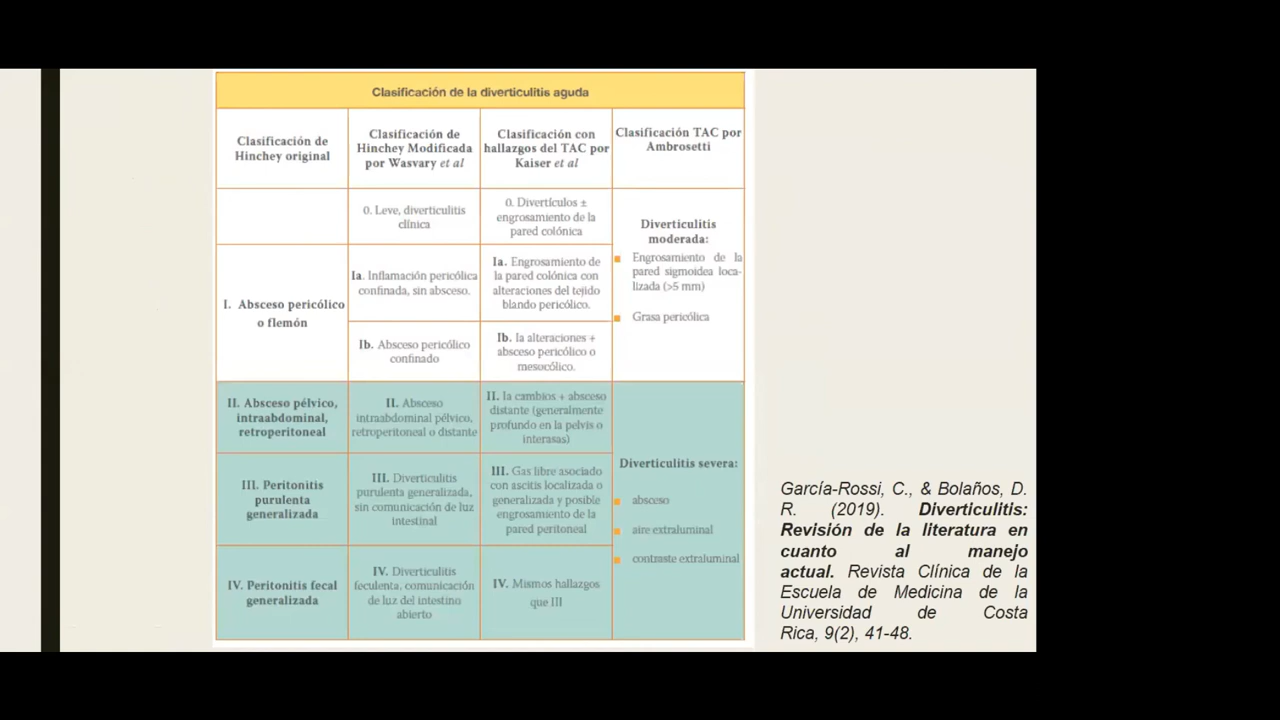 Clasificación de la diverticulitis aguda
Clasificación de
Hinchey original
Clasificación de
Hinchey Modificada
por Wasvary et al
Clasificación con
hallazgos del TAC por
Kaiser et al
Clasificación TAC por
Ambrosetti
0. Leve, diverticulitis
clínica
0. Divertículos ±
engrosamiento de la
pared colónica
Diverticulitis
moderada:
Engrosamiento de la
pared sigmoidea loca-
lizada (>5 mm)
Grasa pericólica
I. Absceso pericólico
o flemón
Ia. Inflamación pericólica
confinada, sin absceso.
Ia. Engrosamiento de
la pared colónica con
alteraciones del tejido
blando pericólico.
Ib. Absceso pericólico
confinado
Ib. la alteraciones +
absceso pericólico o
mesocólico.
II. Absceso pélvico,
intraabdominal,
retroperitoneal
II. Absceso
intraabdominal pélvico,
retroperitoneal o distante
II. la cambios + absceso
distante (generalmente
profundo en la pelvis o
interasas)
Diverticulitis severa:
absceso
aire extraluminal
contraste extraluminal
III. Peritonitis
purulenta
generalizada
III. Diverticulitis
purulenta generalizada,
sin comunicación de luz
intestinal
III. Gas libre asociado
con ascitis localizada o
generalizada y posible
engrosamiento de la
pared peritoneal
IV. Peritonitis fecal
generalizada
IV. Diverticulitis
feculenta, comunicación
de luz del intestino
abierto
IV. Mismos hallazgos
que III
García-Rossi, C., & Bolaños, D.
R. (2019). Diverticulitis:
Revisión de la literatura en
cuanto al manejo
actual. Revista Clínica de la
Escuela de Medicina de la
Universidad de Costa
Rica, 9(2), 41-48.